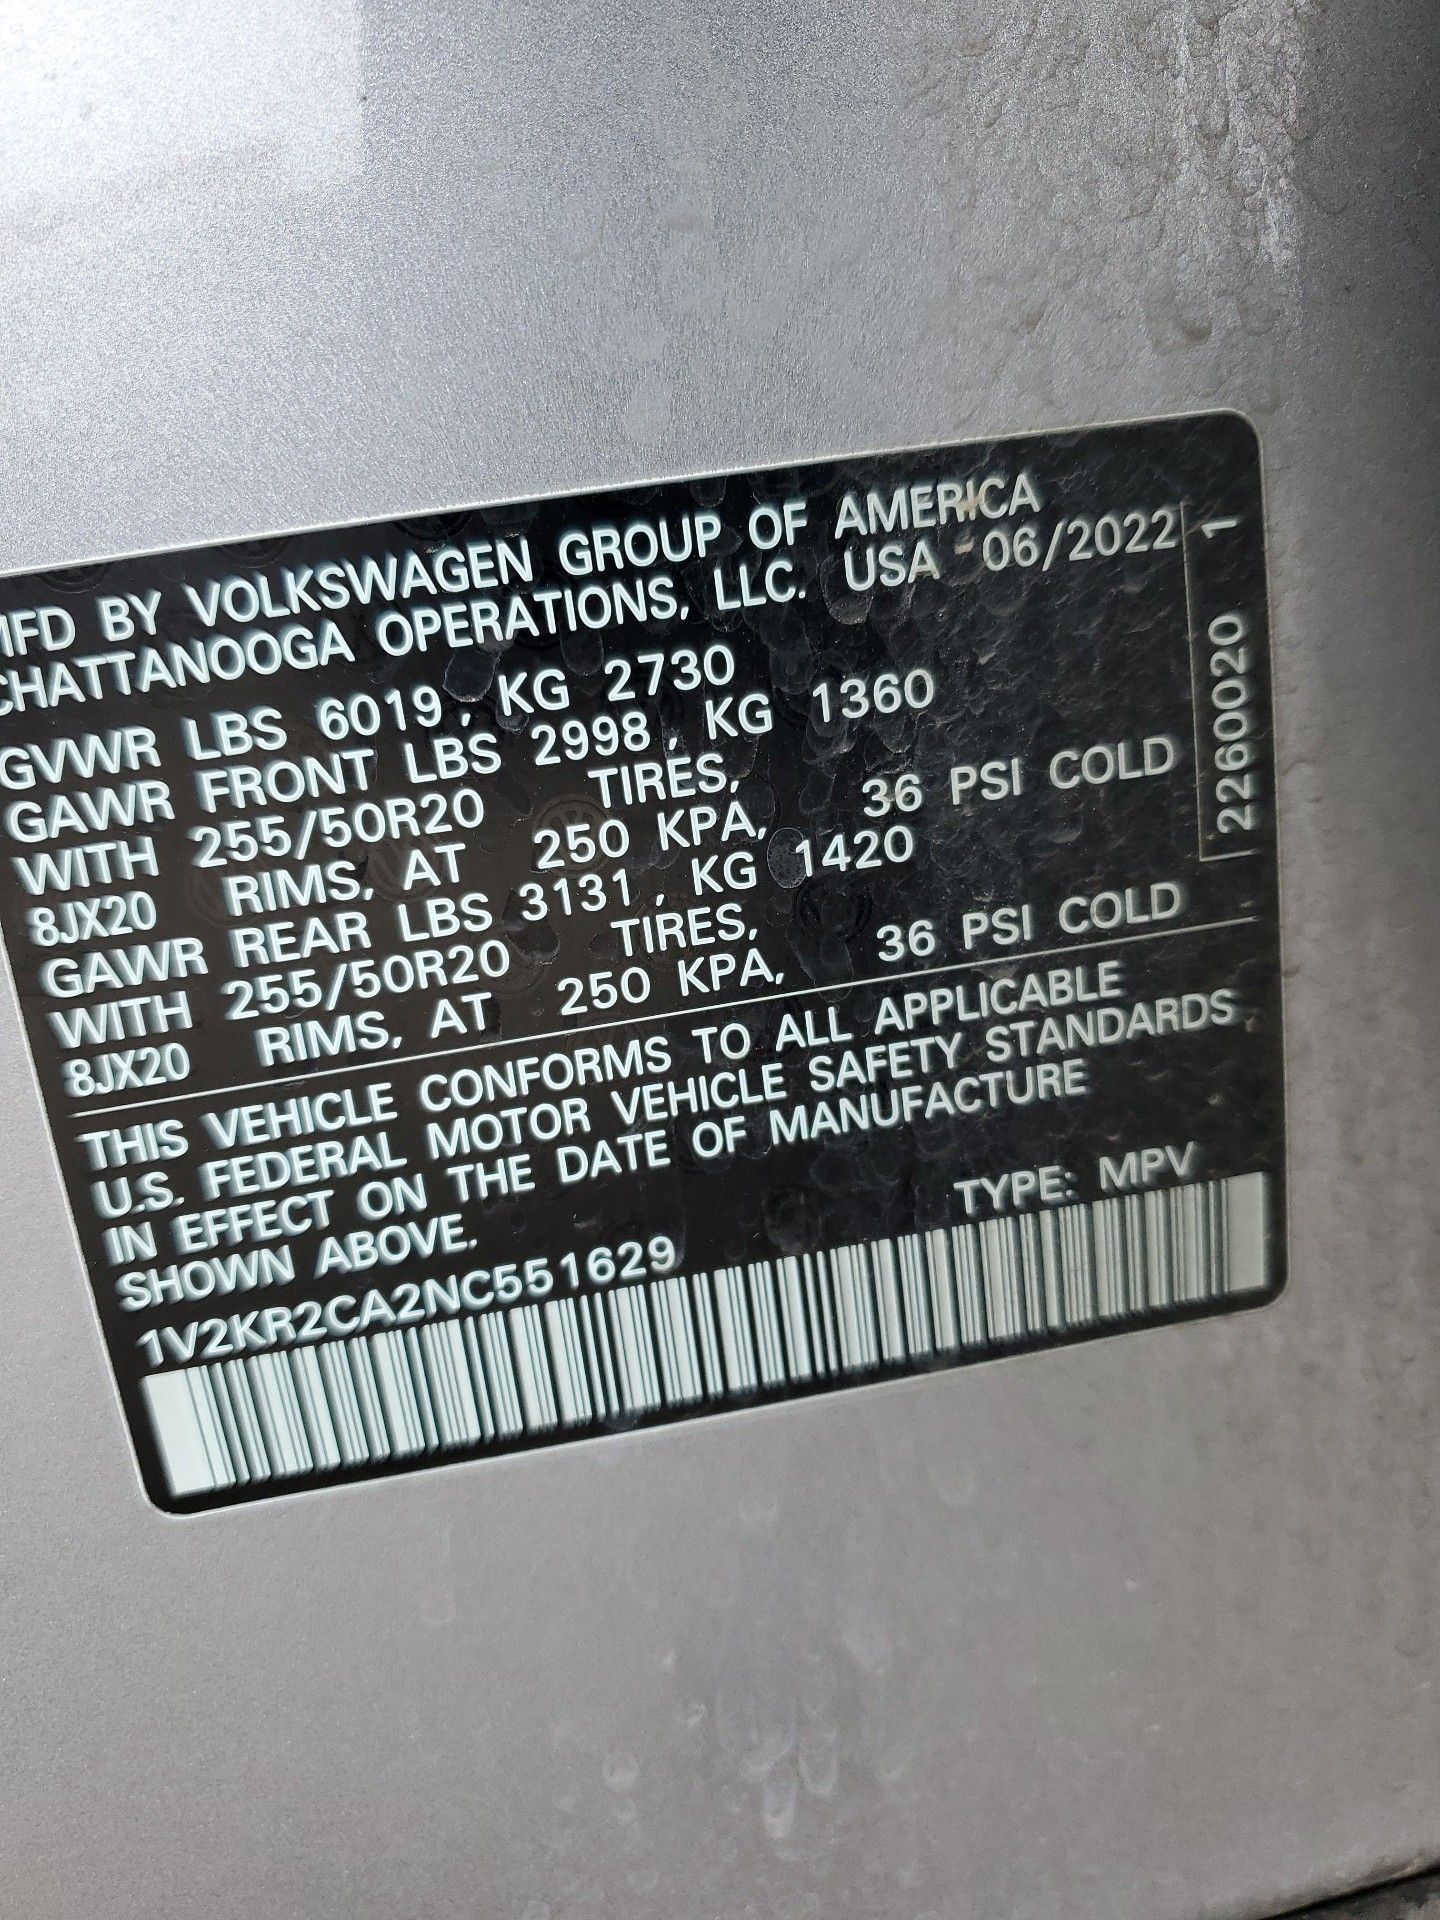 MFD BY VOLKSWAGEN GROUP OF AMERICA
CHATTANOOGA OPERATIONS, LLC. USA 06/2022
GVWR LBS 6019, KG 2730
GAWR FRONT LBS 2998, KG 1360
WITH 255/50R20 TIRES,
8JX20 RIMS, AT 250 KPA, 36 PSI COLD
GAWR REAR LBS 3131, KG 1420
WITH 255/50R20 TIRES,
8JX20 RIMS, AT 250 KPA, 36 PSI COLD
THIS VEHICLE CONFORMS TO ALL APPLICABLE
U.S. FEDERAL MOTOR VEHICLE SAFETY STANDARDS
IN EFFECT ON THE DATE OF MANUFACTURE
SHOWN ABOVE. TYPE: MPV
1V2KR2CA2NC551629
2260020 1